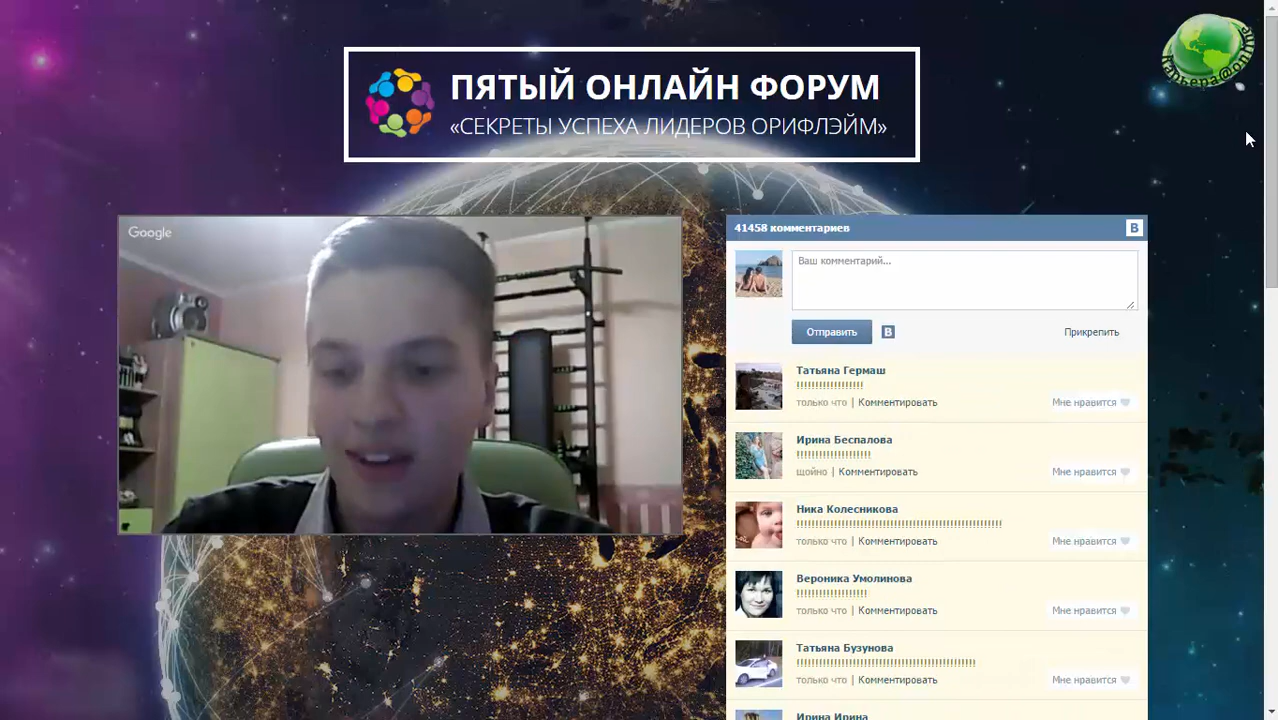 ПЯТЫЙ ОНЛАЙН ФОРУМ
«СЕКРЕТЫ УСПЕХА ЛИДЕРОВ ОРИФЛЭЙМ»
карьера@online
Google
41458 комментариев
B
Ваш комментарий...
Отправить
B
Прикрепить
Татьяна Гермаш
!!!!!!!!!!!!!!!!!!
только что | Комментировать
Мне нравится
Ирина Беспалова
!!!!!!!!!!!!!!!!!!!!
щойно | Комментировать
Мне нравится
Ника Колесникова
!!!!!!!!!!!!!!!!!!!!!!!!!!!!!!!!!!!!!!!!!!!!!!!!!!!!!!!!
только что | Комментировать
Мне нравится
Вероника Умолинова
!!!!!!!!!!!!!!!!!!!
только что | Комментировать
Мне нравится
Татьяна Бузунова
!!!!!!!!!!!!!!!!!!!!!!!!!!!!!!!!!!!!!!!!!!!!!!!!!
только что | Комментировать
Мне нравится
Ирина Ирина